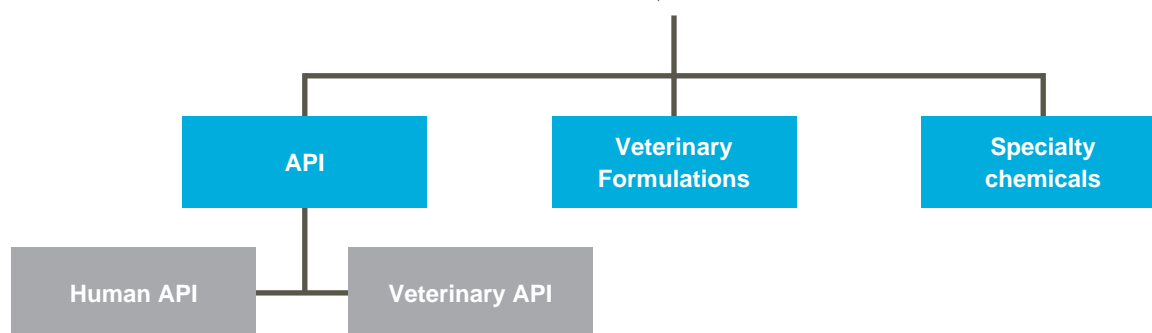 API
Veterinary
Formulations
Specialty
chemicals
Human API
Veterinary API